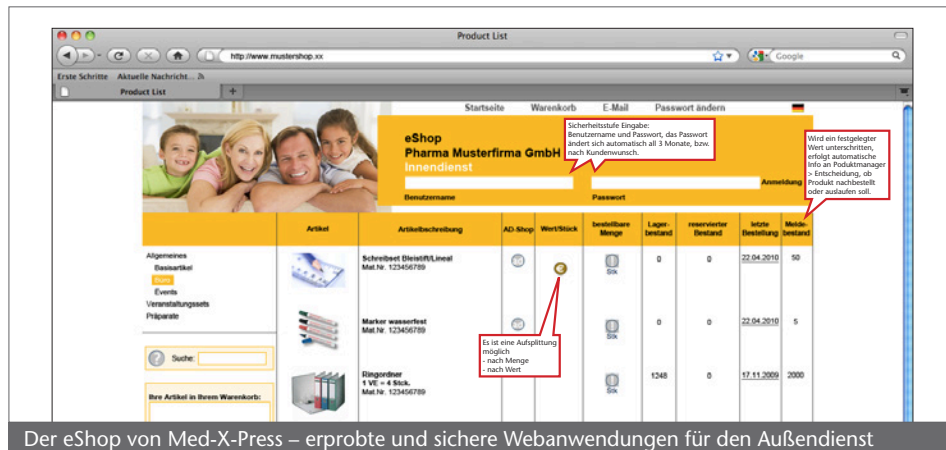 Product List
http://www.mustershop.xx
Google
Erste Schritte Aktuelle Nachricht...
Product List
Startseite Warenkorb E-Mail Passwort ändern
eShop
Pharma Musterfirma GmbH
Innendienst
Benutzername Passwort
Anmeldung
Sicherheitsstufe Eingabe:
Benutzername und Passwort, das Passwort
ändert sich automatisch all 3 Monate, bzw.
nach Kundenwunsch.
Wird ein festgelegter
Wert unterschritten,
erfolgt automatische
Info an Poduktmanager
> Entscheidung, ob
Produkt nachbestellt
oder auslaufen soll.
Artikel Artikelbschreibung AD-Shop Wert/Stück bestellbare Menge Lager-bestand reservierter Bestand letzte Bestellung Melde-bestand
Allgemeines
Basisartikel
Büro
Events
Veranstaltungssets
Präparate
Suche:
Ihre Artikel in Ihrem Warenkorb:
Schreibset Bleistift/Lineal
Mat.Nr. 123456789
Stk
0 0 22.04.2010 50
Marker wasserfest
Mat.Nr. 123456789
Stk
0 0 22.04.2010 5
Es ist eine Aufsplittung
möglich
- nach Menge
- nach Wert
Ringordner
1 VE = 4 Stck.
Mat.Nr. 123456789
Stk
1248 0 17.11.2009 2000
Der eShop von Med-X-Press – erprobte und sichere Webanwendungen für den Außendienst